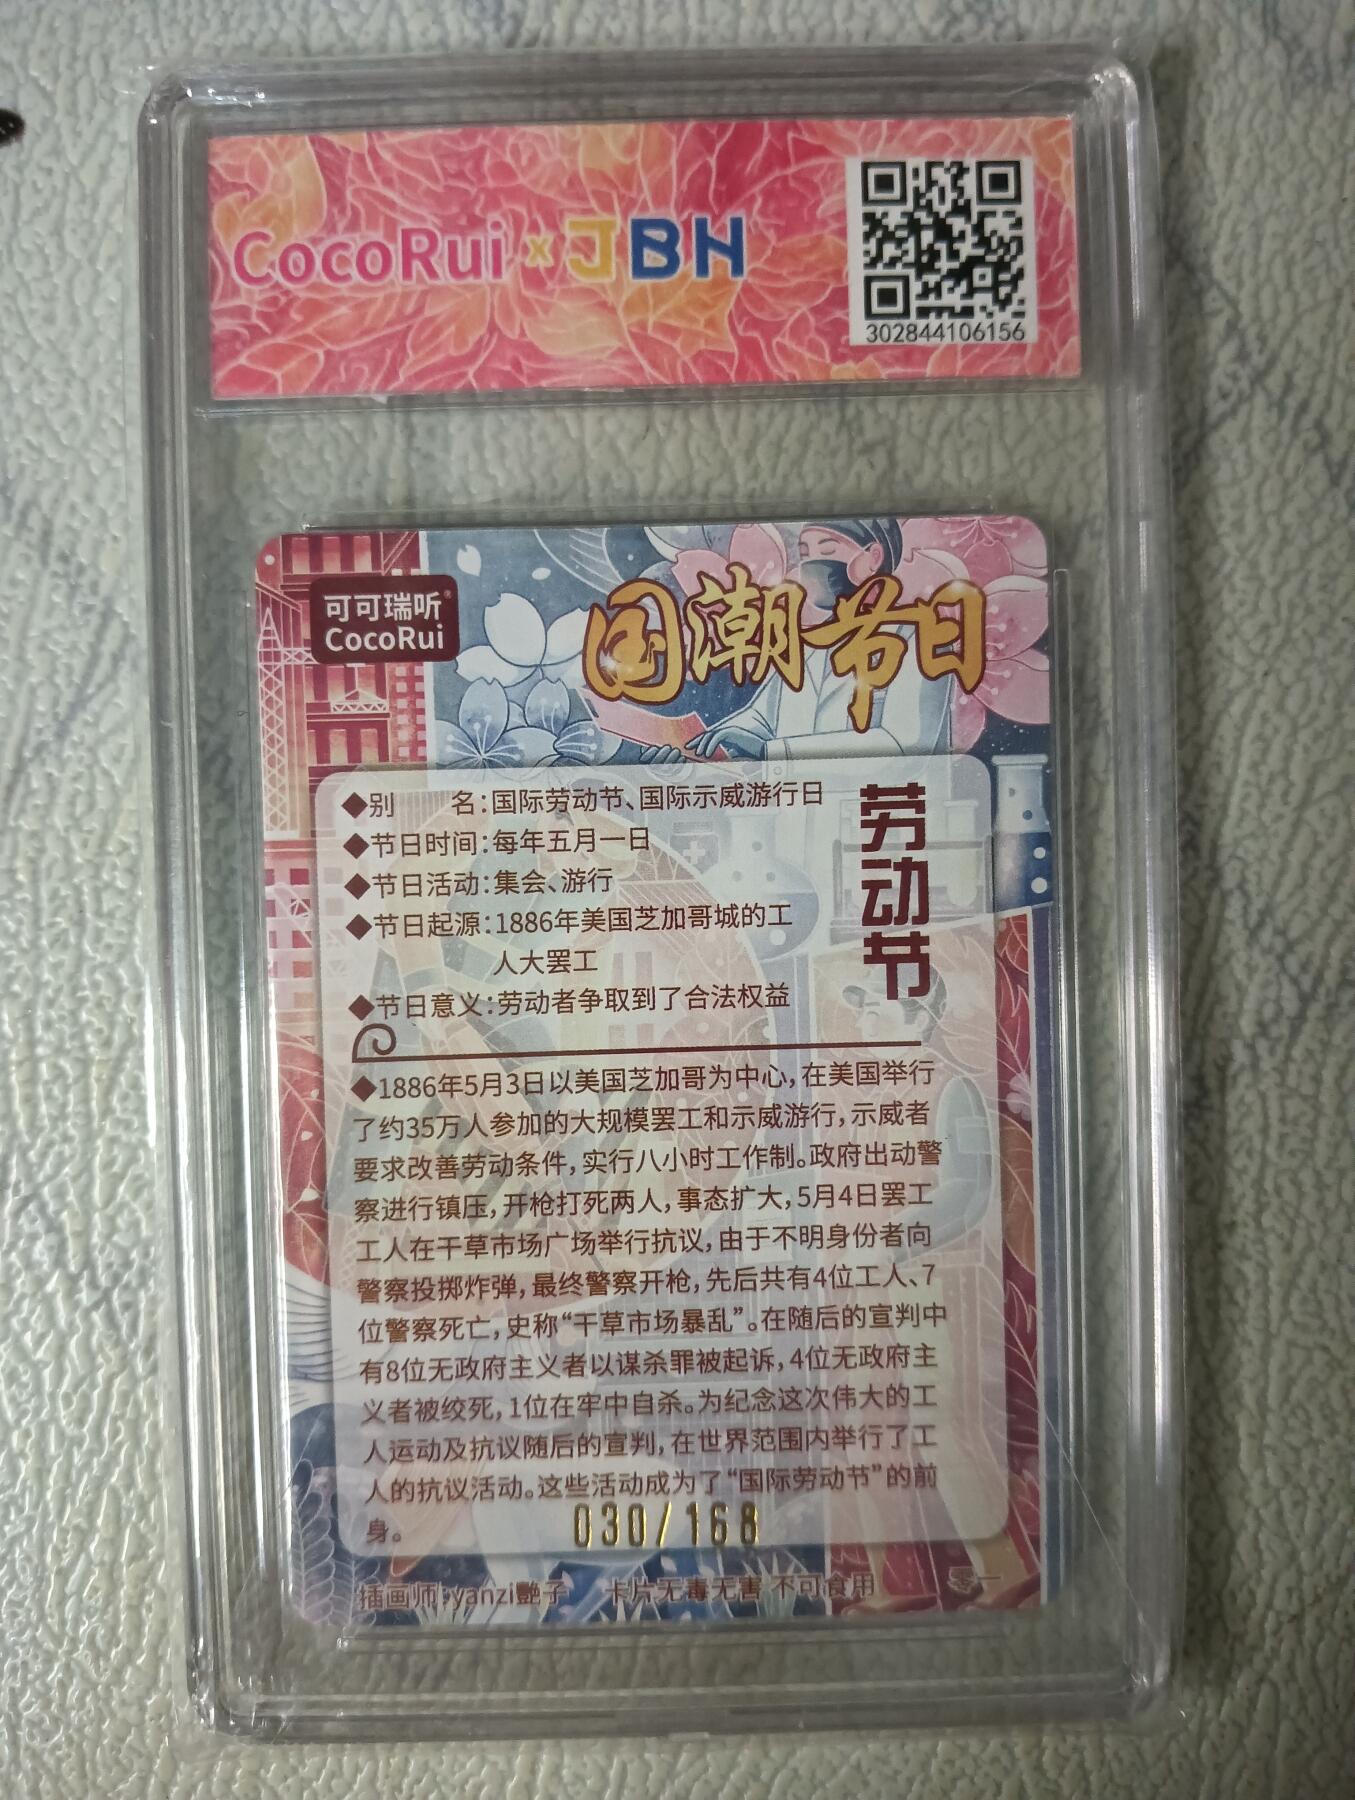 CocoRui x JBH
302844106156
可可瑞听®
CocoRui
国潮节日
劳动节
◆别 名:国际劳动节、国际示威游行日
◆节日时间:每年五月一日
◆节日活动:集会、游行
◆节日起源:1886年美国芝加哥城的工
人大罢工
◆节日意义:劳动者争取到了合法权益
◆1886年5月3日以美国芝加哥为中心,在美国举行
了约35万人参加的大规模罢工和示威游行,示威者
要求改善劳动条件,实行八小时工作制。政府出动警
察进行镇压,开枪打死两人,事态扩大,5月4日罢工
工人在干草市场广场举行抗议,由于不明身份者向
警察投掷炸弹,最终警察开枪,先后共有4位工人、7
位警察死亡,史称“干草市场暴乱”。在随后的宣判中
有8位无政府主义者以谋杀罪被起诉,4位无政府主
义者被绞死,1位在牢中自杀。为纪念这次伟大的工
人运动及抗议随后的宣判,在世界范围内举行了工
人的抗议活动。这些活动成为了“国际劳动节”的前
身。
030/168
插画师:yanzi艷子 卡片无毒无害 不可食用 零一